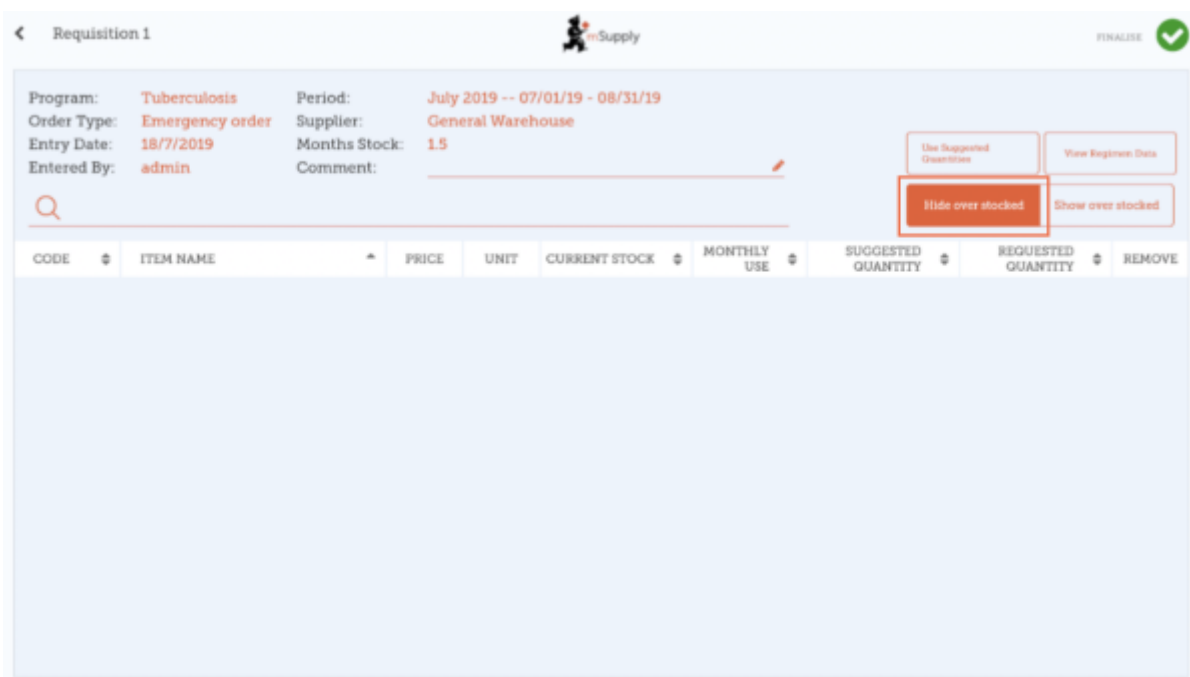 Requisition 1
mSupply
FINALISE
Program: Tuberculosis Period: July 2019 -- 07/01/19 - 08/31/19
Order Type: Emergency order Supplier: General Warehouse
Entry Date: 18/7/2019 Months Stock: 1.5
Entered By: admin Comment:
Use Suggested
Quantities
View Regimen Data
Hide over stocked Show over stocked
CODE ITEM NAME PRICE UNIT CURRENT STOCK MONTHLY USE SUGGESTED QUANTITY REQUESTED QUANTITY REMOVE